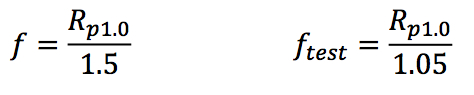 f = R_{p1.0} / 1.5    f_{test} = R_{p1.0} / 1.05